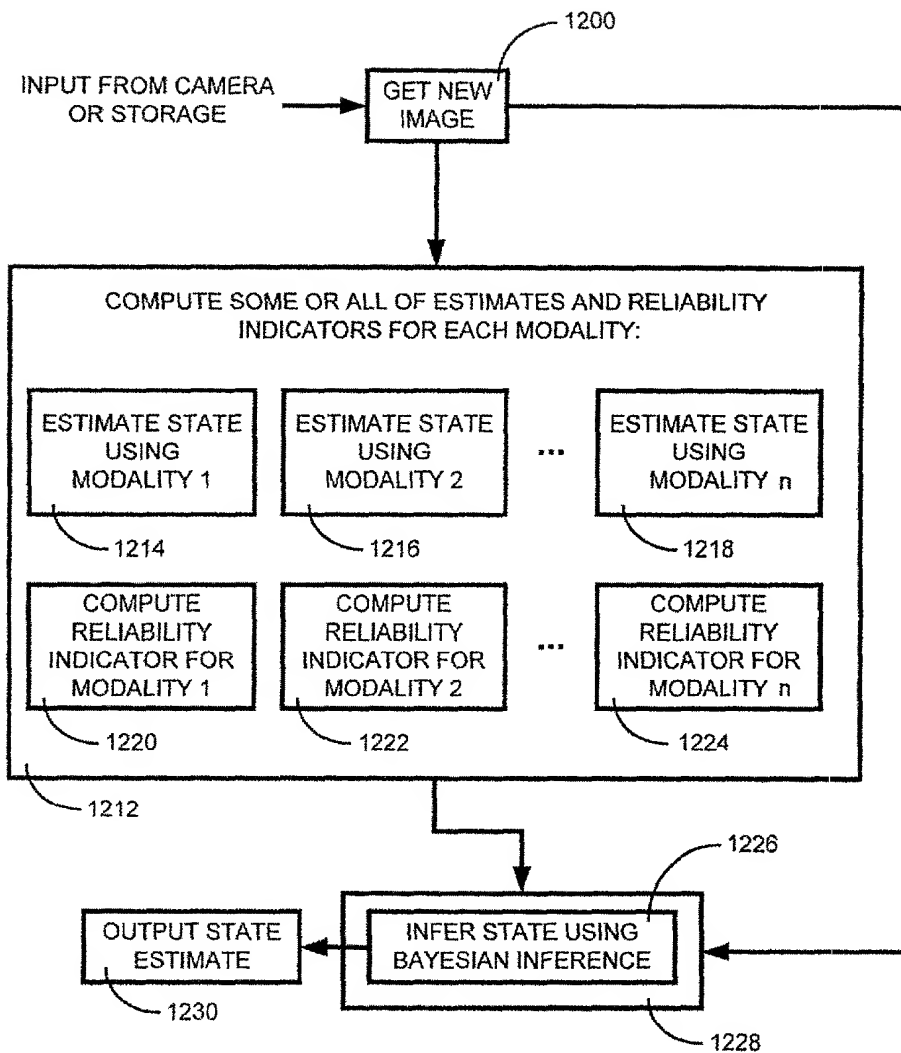 1200
INPUT FROM CAMERA
OR STORAGE
GET NEW
IMAGE
COMPUTE SOME OR ALL OF ESTIMATES AND RELIABILITY
INDICATORS FOR EACH MODALITY:
ESTIMATE STATE
USING
MODALITY 1
ESTIMATE STATE
USING
MODALITY 2
...
ESTIMATE STATE
USING
MODALITY n
1214
1216
1218
COMPUTE
RELIABILITY
INDICATOR FOR
MODALITY 1
COMPUTE
RELIABILITY
INDICATOR FOR
MODALITY 2
...
COMPUTE
RELIABILITY
INDICATOR FOR
MODALITY n
1220
1222
1224
1212
1226
OUTPUT STATE
ESTIMATE
INFER STATE USING
BAYESIAN INFERENCE
1230
1228